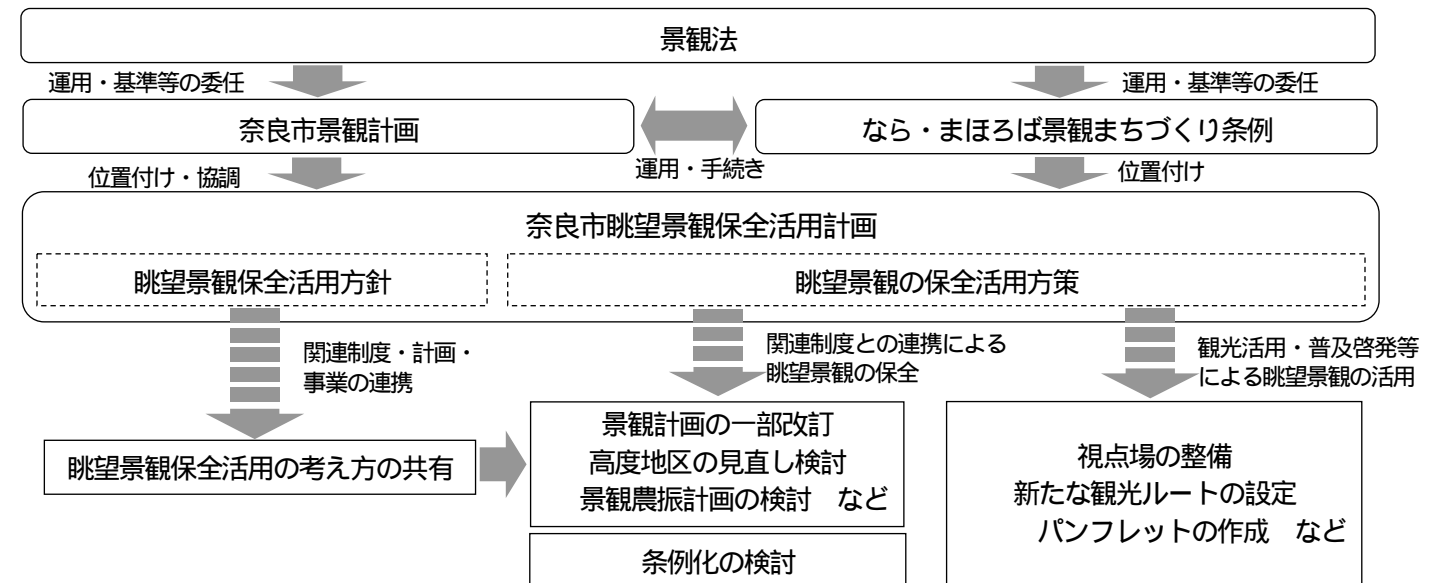 景観法
運用・基準等の委任
運用・基準等の委任
奈良市景観計画
なら・まほろば景観まちづくり条例
運用・手続き
位置付け・協調
位置付け
奈良市眺望景観保全活用計画
眺望景観保全活用方針
眺望景観の保全活用方策
関連制度・計画・
事業の連携
関連制度との連携による
眺望景観の保全
観光活用・普及啓発等
による眺望景観の活用
眺望景観保全活用の考え方の共有
景観計画の一部改訂
高度地区の見直し検討
景観農振計画の検討　など
条例化の検討
視点場の整備
新たな観光ルートの設定
パンフレットの作成　など